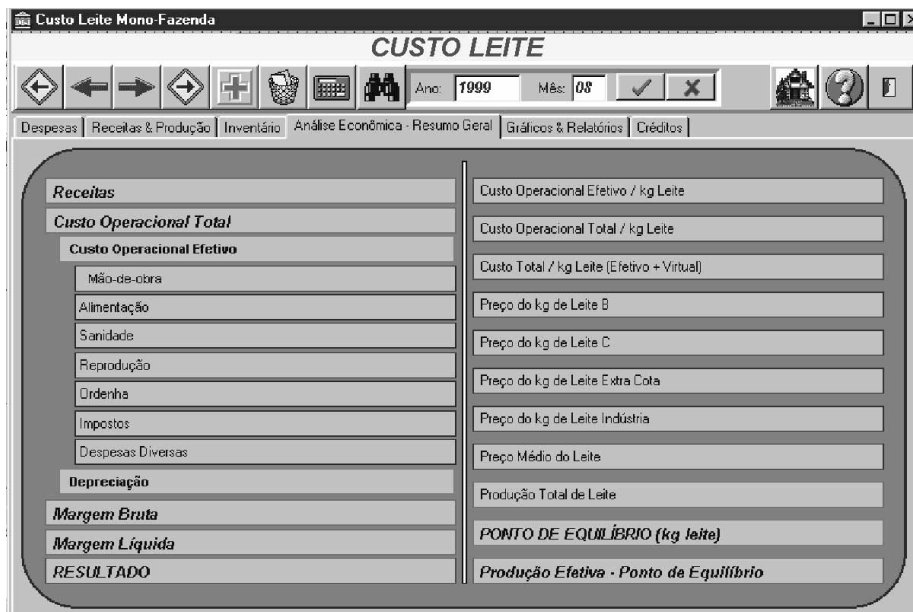 Custo Leite Mono-Fazenda
CUSTO LEITE
Ano: 1999 Mês: 08
Despesas Receitas & Produção Inventário Análise Econômica - Resumo Geral Gráficos & Relatórios Créditos
Receitas
Custo Operacional Total
Custo Operacional Efetivo
Mão-de-obra
Alimentação
Sanidade
Reprodução
Ordenha
Impostos
Despesas Diversas
Depreciação
Margem Bruta
Margem Líquida
RESULTADO
Custo Operacional Efetivo / kg Leite
Custo Operacional Total / kg Leite
Custo Total / kg Leite (Efetivo + Virtual)
Preço do kg de Leite B
Preço do kg de Leite C
Preço do kg de Leite Extra Cota
Preço do kg de Leite Indústria
Preço Médio do Leite
Produção Total de Leite
PONTO DE EQUILÍBRIO (kg leite)
Produção Efetiva - Ponto de Equilíbrio